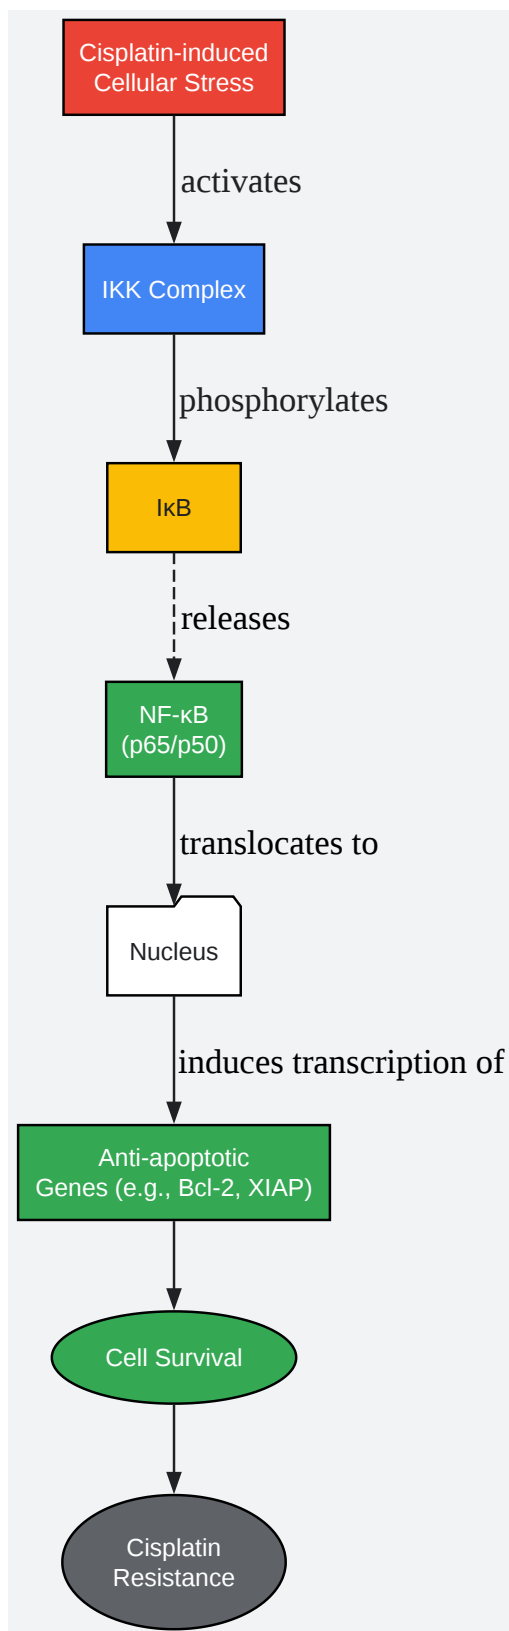 Cisplatin-induced
Cellular Stress
activates
IKK Complex
phosphorylates
IκB
releases
NF-κB
(p65/p50)
translocates to
Nucleus
induces transcription of
Anti-apoptotic
Genes (e.g., Bcl-2, XIAP)
Cell Survival
Cisplatin
Resistance